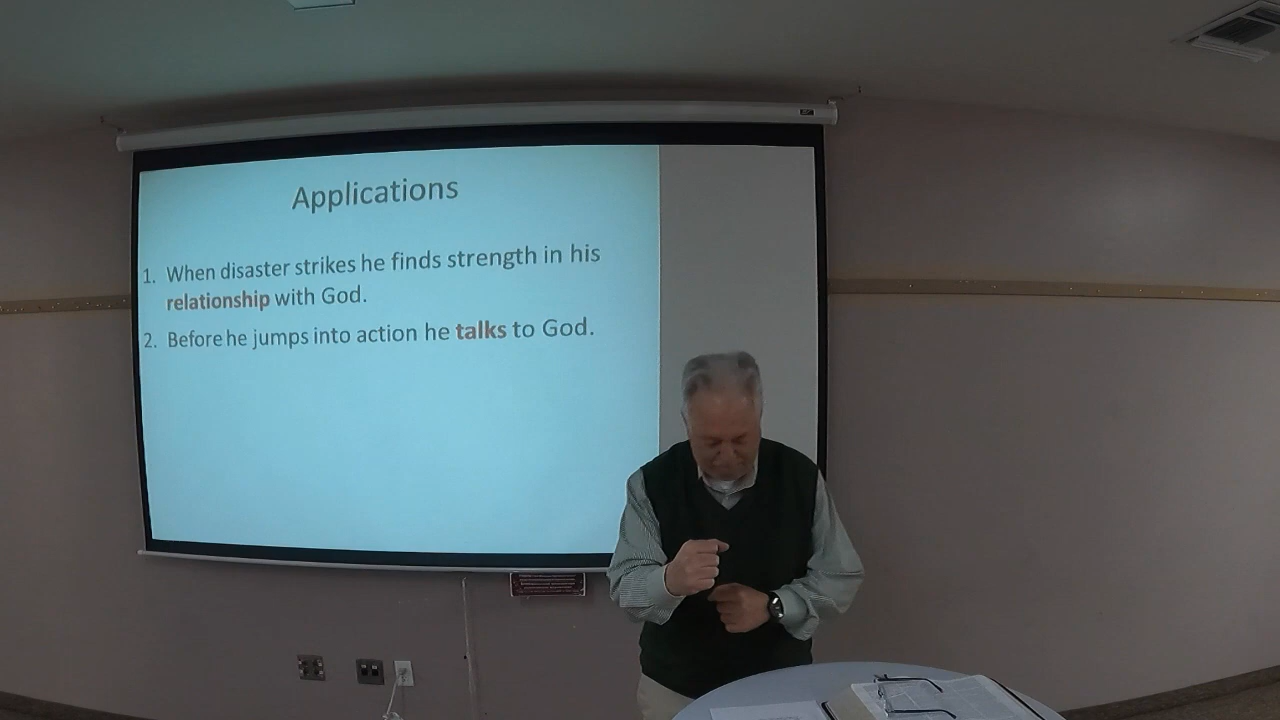 Applications
1. When disaster strikes he finds strength in his
relationship with God.
2. Before he jumps into action he talks to God.